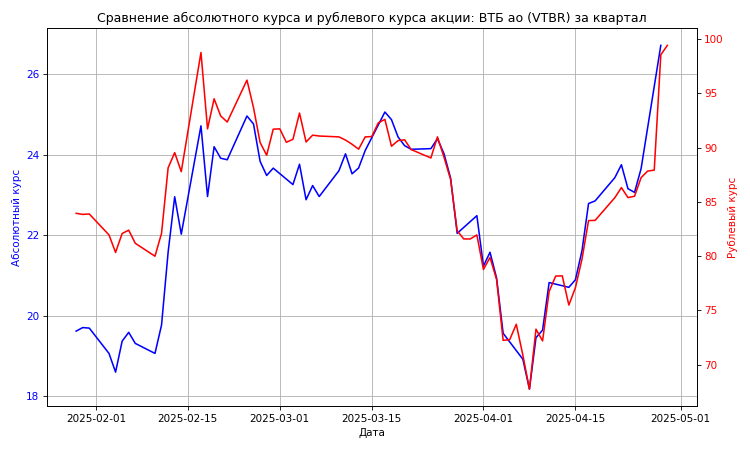 Сравнение абсолютного курса и рублевого курса акции: ВТБ ао (VTBR) за квартал
26
24
22
20
18
Абсолютный курс
100
95
90
85
80
75
70
Рублевый курс
2025-02-01 2025-02-15 2025-03-01 2025-03-15 2025-04-01 2025-04-15 2025-05-01
Дата